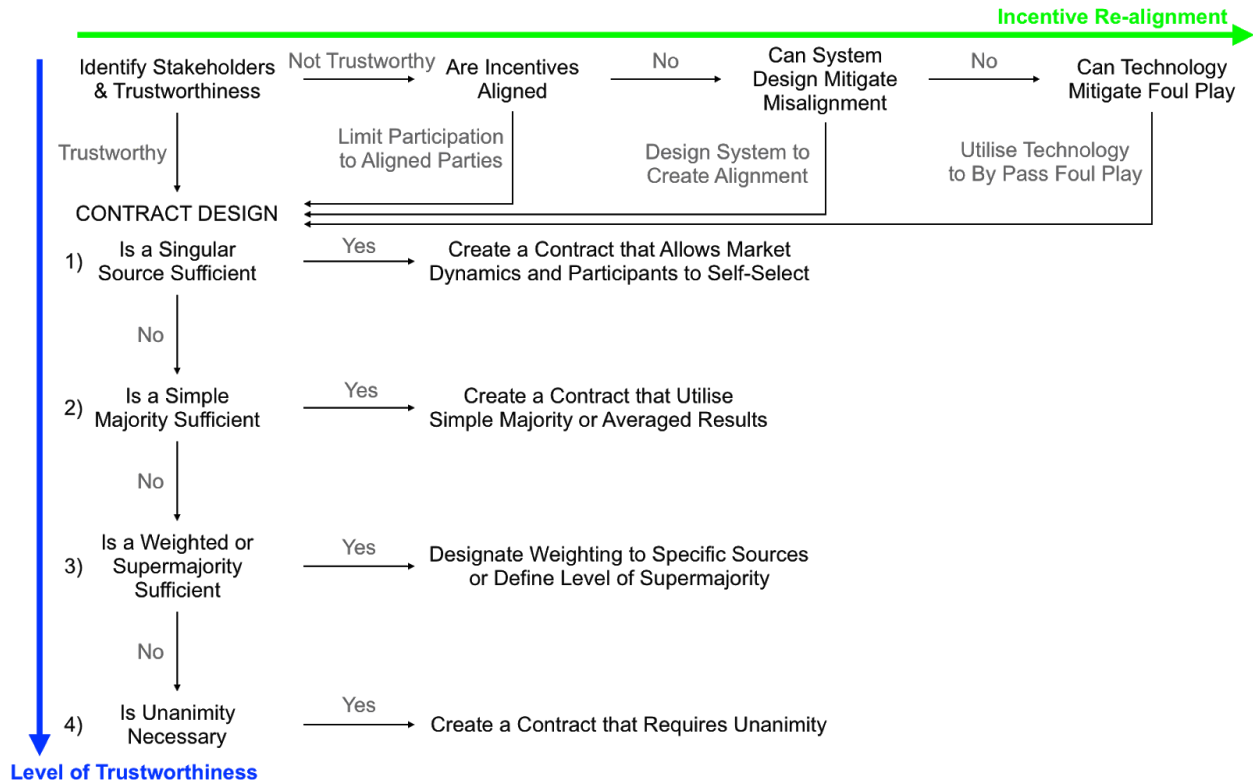 Incentive Re-alignment
Identify Stakeholders
& Trustworthiness
Not Trustworthy
Are Incentives
Aligned
No
Can System
Design Mitigate
Misalignment
No
Can Technology
Mitigate Foul Play
Trustworthy
Limit Participation
to Aligned Parties
Design System to
Create Alignment
Utilise Technology
to By Pass Foul Play
CONTRACT DESIGN
1)
Is a Singular
Source Sufficient
Yes
Create a Contract that Allows Market
Dynamics and Participants to Self-Select
No
2)
Is a Simple
Majority Sufficient
Yes
Create a Contract that Utilise
Simple Majority or Averaged Results
No
3)
Is a Weighted or
Supermajority
Sufficient
Yes
Designate Weighting to Specific Sources
or Define Level of Supermajority
No
4)
Is Unanimity
Necessary
Yes
Create a Contract that Requires Unanimity
Level of Trustworthiness